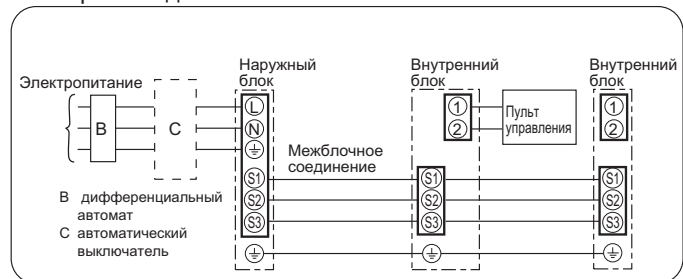 Наружный
блок
Внутренний
блок
Внутренний
блок
Электропитание
B
C
L
N
1
2
Пульт
управления
1
2
Межблочное
соединение
S1
S2
S3
S1
S2
S3
S1
S2
S3
B дифференциальный
автомат
C автоматический
выключатель